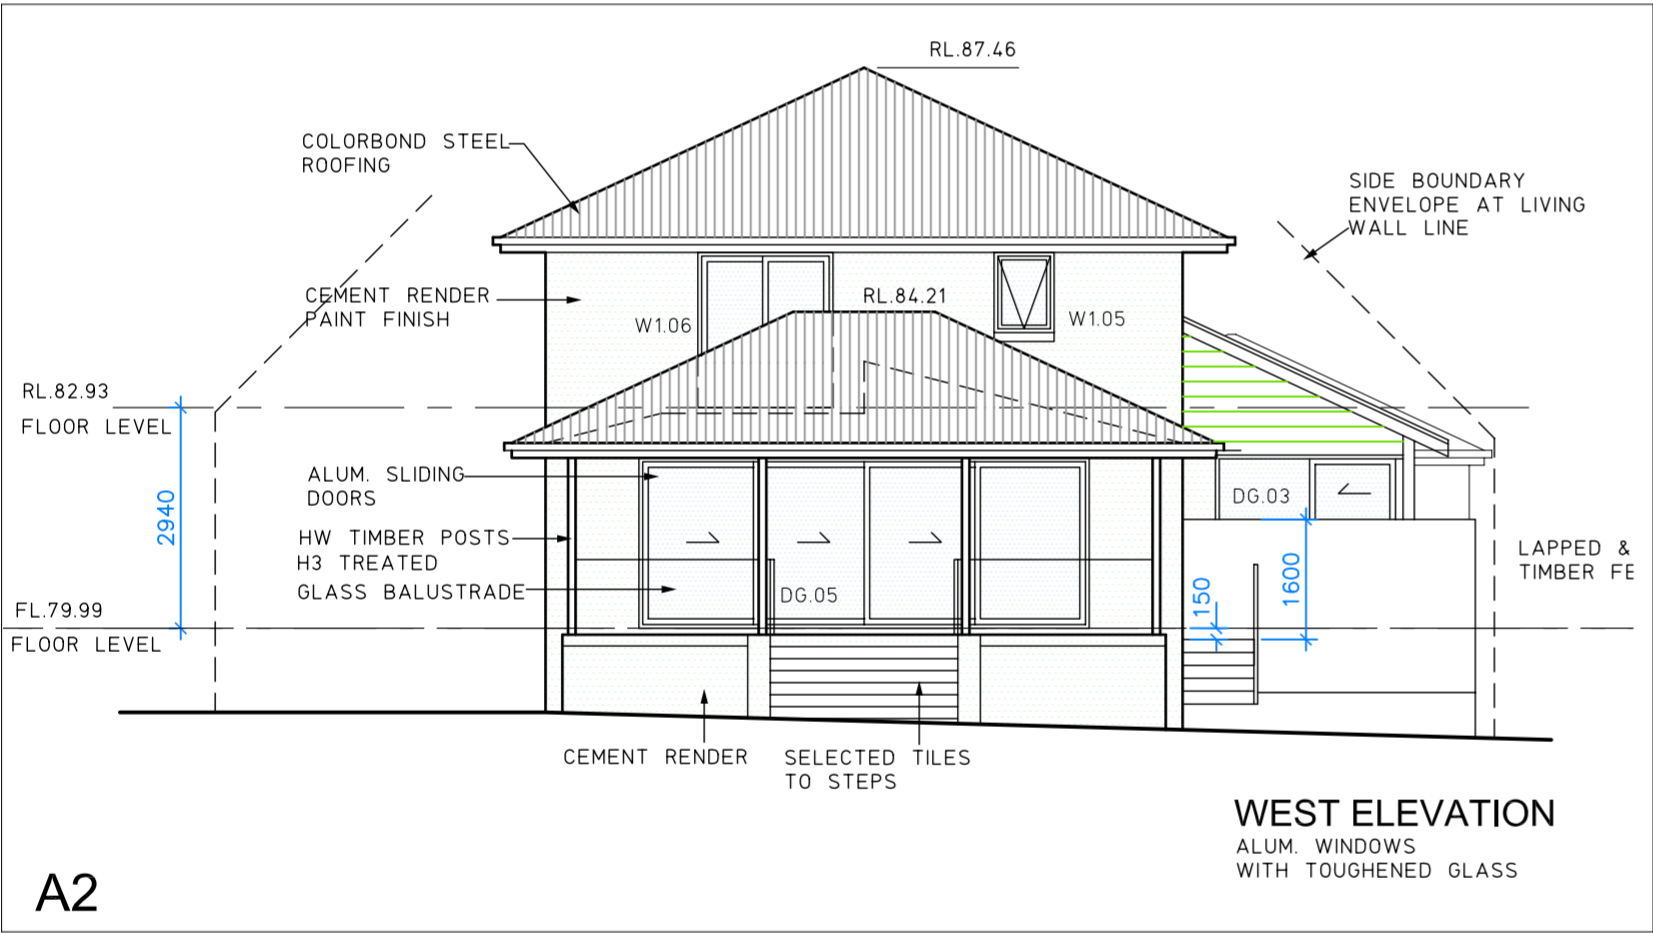 RL.87.46
COLORBOND STEEL
ROOFING
SIDE BOUNDARY
ENVELOPE AT LIVING
WALL LINE
CEMENT RENDER
PAINT FINISH
RL.84.21
W1.06
W1.05
RL.82.93
FLOOR LEVEL
ALUM. SLIDING
DOORS
DG.03
2940
HW TIMBER POSTS
H3 TREATED
GLASS BALUSTRADE
DG.05
150
1600
LAPPED &
TIMBER FE
FL.79.99
FLOOR LEVEL
CEMENT RENDER
SELECTED TILES
TO STEPS
WEST ELEVATION
ALUM. WINDOWS
WITH TOUGHENED GLASS
A2